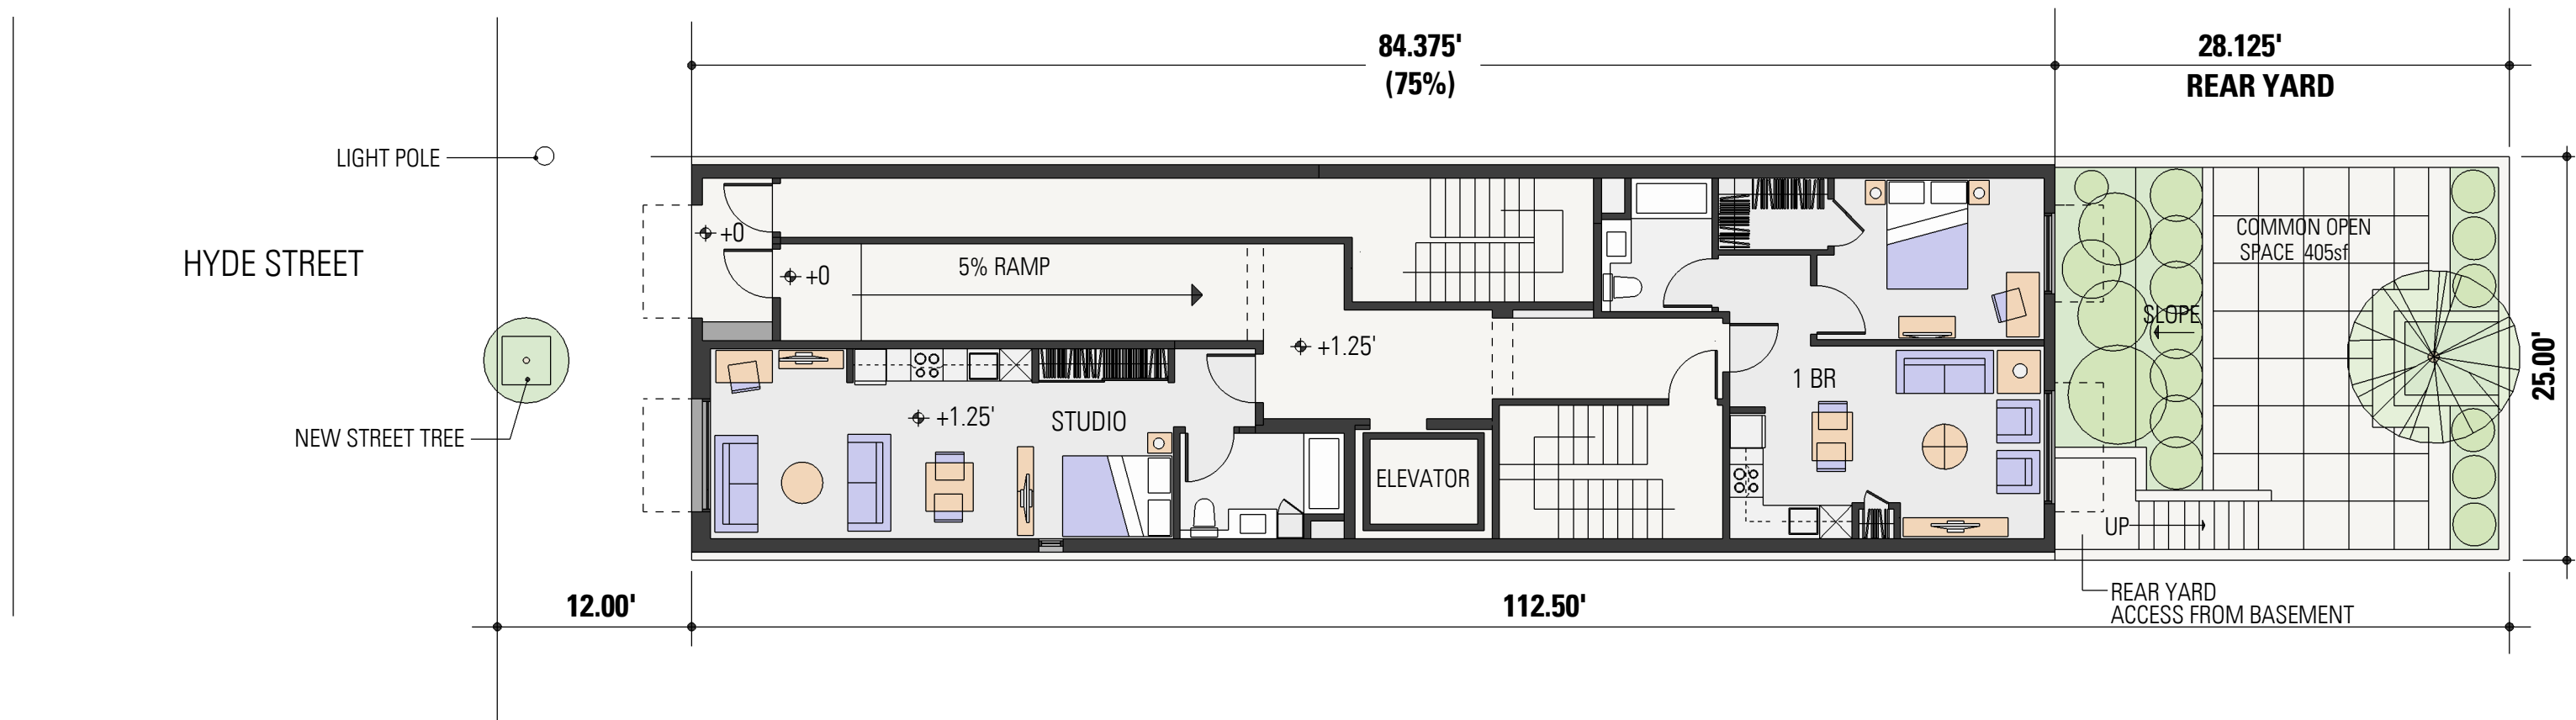 84.375'
(75%)
28.125'
REAR YARD
LIGHT POLE
HYDE STREET
+0
+0
5% RAMP
+1.25'
COMMON OPEN
SPACE 405sf
SLOPE
25.00'
1 BR
+1.25'
STUDIO
NEW STREET TREE
ELEVATOR
UP
REAR YARD
ACCESS FROM BASEMENT
12.00'
112.50'